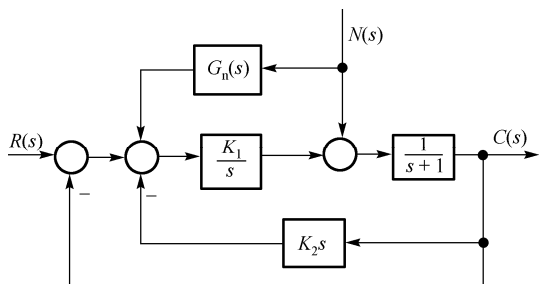 N(s)
Gₙ(s)
R(s)
K₁
s
1
s + 1
C(s)
−
−
K₂s